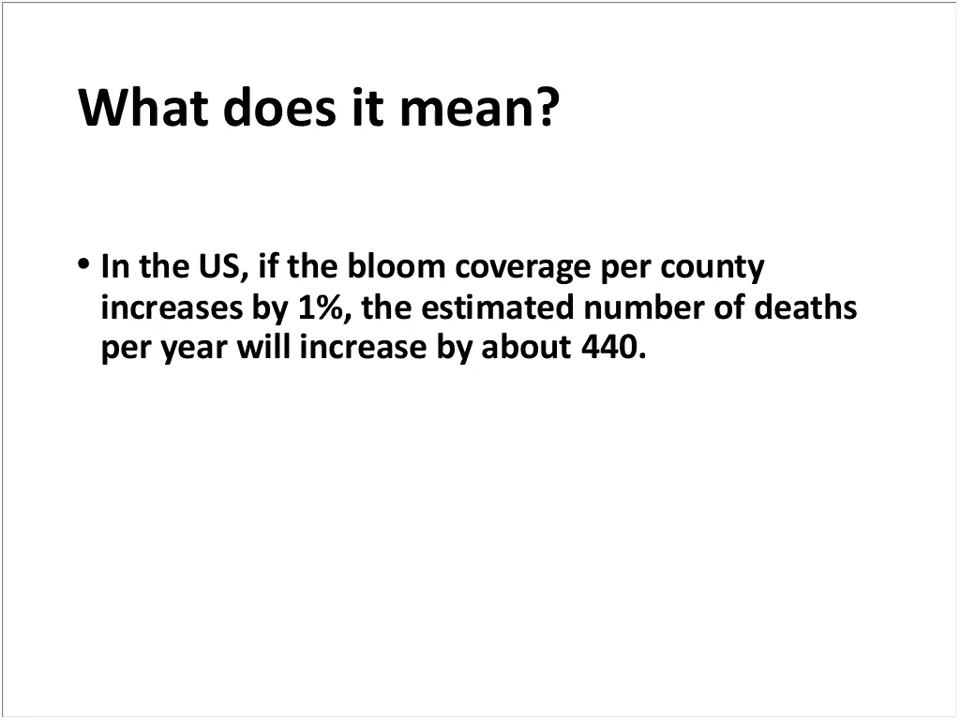 What does it mean?
• In the US, if the bloom coverage per county
increases by 1%, the estimated number of deaths
per year will increase by about 440.